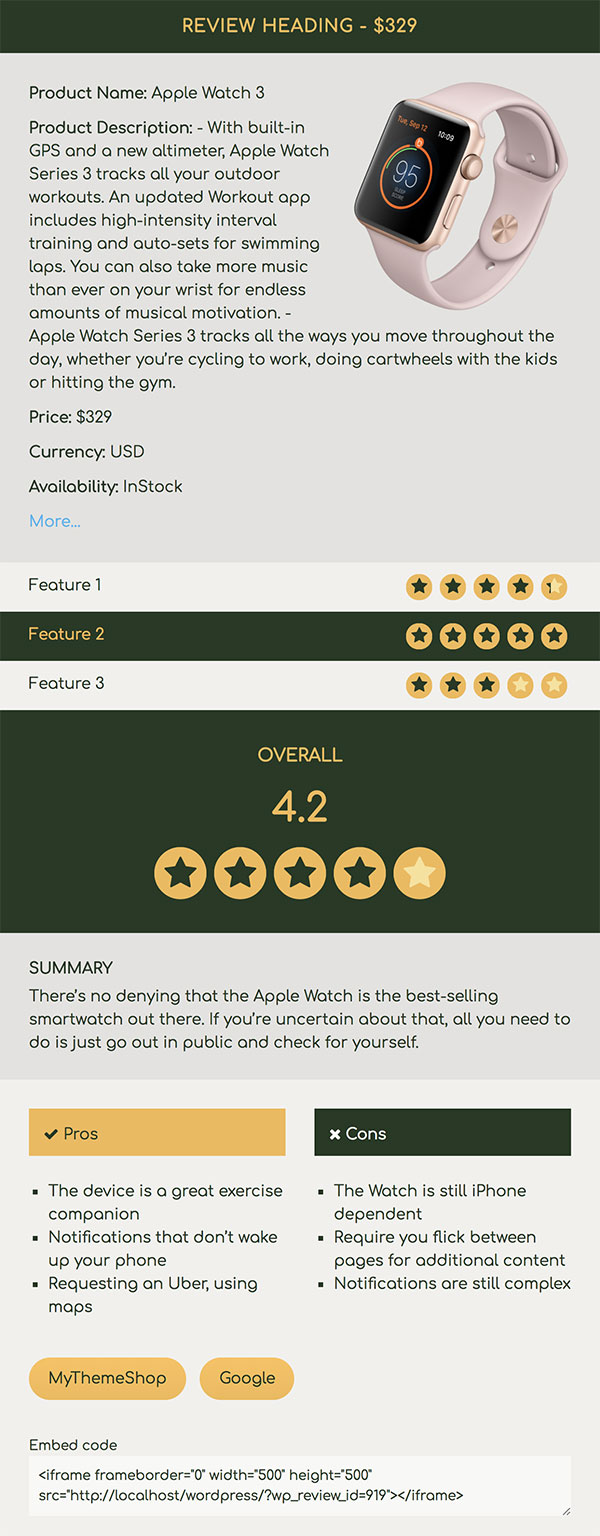 REVIEW HEADING - $329
Product Name: Apple Watch 3
Product Description: - With built-in
GPS and a new altimeter, Apple Watch
Series 3 tracks all your outdoor
workouts. An updated Workout app
includes high-intensity interval
training and auto-sets for swimming
laps. You can also take more music
than ever on your wrist for endless
amounts of musical motivation. -
Apple Watch Series 3 tracks all the ways you move throughout the
day, whether you’re cycling to work, doing cartwheels with the kids
or hitting the gym.
Tue, Sep 12
10:09
95
SLEEP
SCORE
Price: $329
Currency: USD
Availability: InStock
More...
Feature 1
Feature 2
Feature 3
OVERALL
4.2
SUMMARY
There’s no denying that the Apple Watch is the best-selling
smartwatch out there. If you’re uncertain about that, all you need to
do is just go out in public and check for yourself.
Pros
The device is a great exercise
companion
Notifications that don’t wake
up your phone
Requesting an Uber, using
maps
Cons
The Watch is still iPhone
dependent
Require you flick between
pages for additional content
Notifications are still complex
MyThemeShop
Google
Embed code
<iframe frameborder="0" width="500" height="500"
src="http://localhost/wordpress/?wp_review_id=919"></iframe>